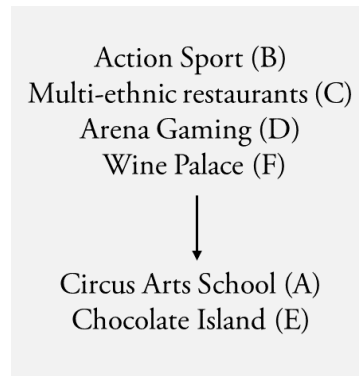 Action Sport (B)
Multi-ethnic restaurants (C)
Arena Gaming (D)
Wine Palace (F)
Circus Arts School (A)
Chocolate Island (E)